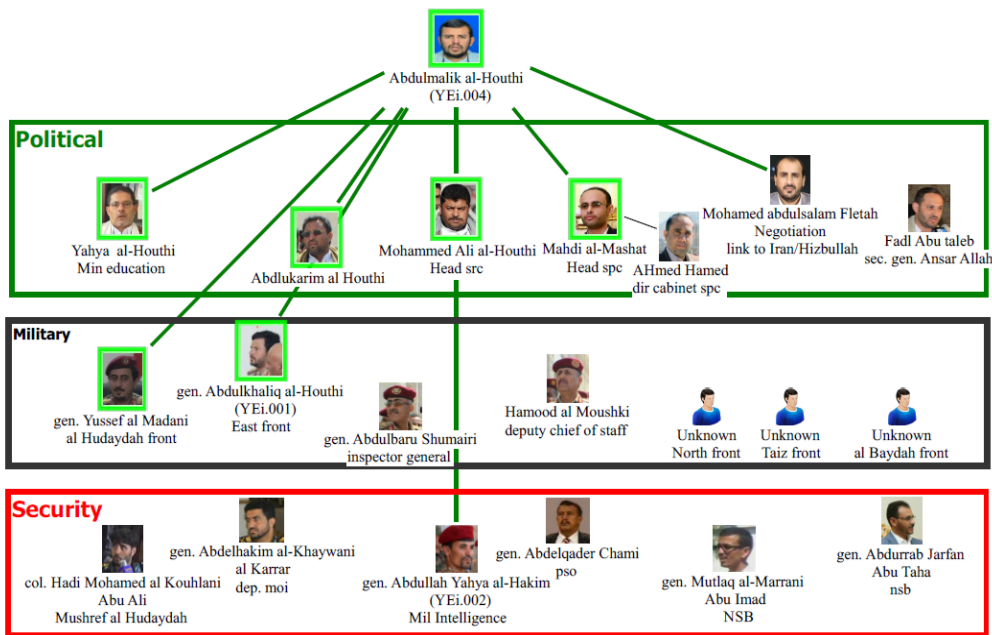 Abdulmalik al-Houthi
(YEi.004)
Political
Yahya al-Houthi
Min education
Abdlukarim al Houthi
Mohammed Ali al-Houthi
Head src
Mahdi al-Mashat
Head spc
AHmed Hamed
dir cabinet spc
Mohamed abdulsalam Fletah
Negotiation
link to Iran/Hizbullah
Fadl Abu taleb
sec. gen. Ansar Allah
Military
gen. Yussef al Madani
al Hudaydah front
gen. Abdulkhaliq al-Houthi
(YEi.001)
East front
gen. Abdulbaru Shumairi
inspector general
Hamood al Moushki
deputy chief of staff
Unknown
North front
Unknown
Taiz front
Unknown
al Baydah front
Security
col. Hadi Mohamed al Kouhlani
Abu Ali
Mushref al Hudaydah
gen. Abdelhakim al-Khaywani
al Karrar
dep. moi
gen. Abdullah Yahya al-Hakim
(YEi.002)
Mil Intelligence
gen. Abdelqader Chami
pso
gen. Mutlaq al-Marrani
Abu Imad
NSB
gen. Abdurrab Jarfan
Abu Taha
nsb